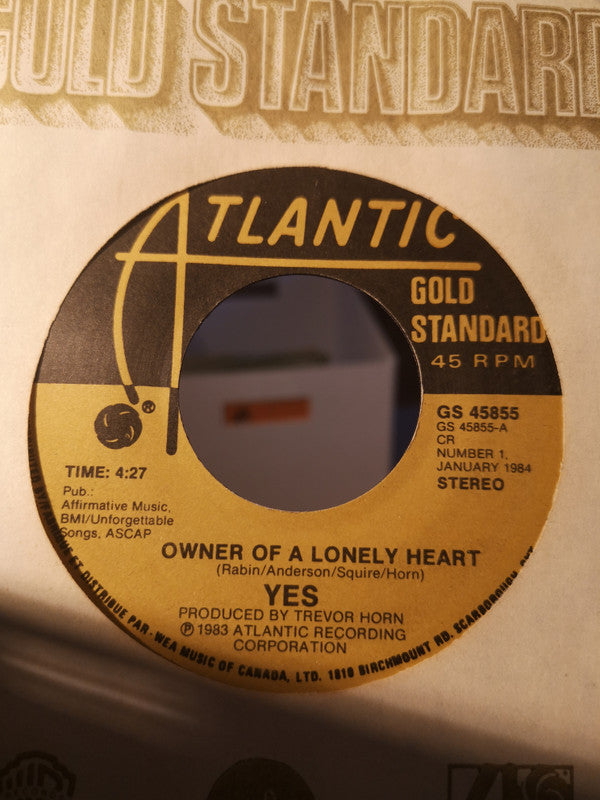 GOLD STANDARD
ATLANTIC
GOLD
STANDARD
45 RPM
®
GS 45855
GS 45855-A
CR
NUMBER 1,
JANUARY 1984
STEREO
TIME: 4:27
Pub.:
Affirmative Music,
BMI/Unforgettable
Songs, ASCAP
OWNER OF A LONELY HEART
(Rabin/Anderson/Squire/Horn)
YES
PRODUCED BY TREVOR HORN
℗ 1983 ATLANTIC RECORDING
CORPORATION
ET DISTRIBUE PAR - WEA MUSIC OF CANADA, LTD. 1810 BIRCHMOUNT RD. SCARBOROUGH, ONT.